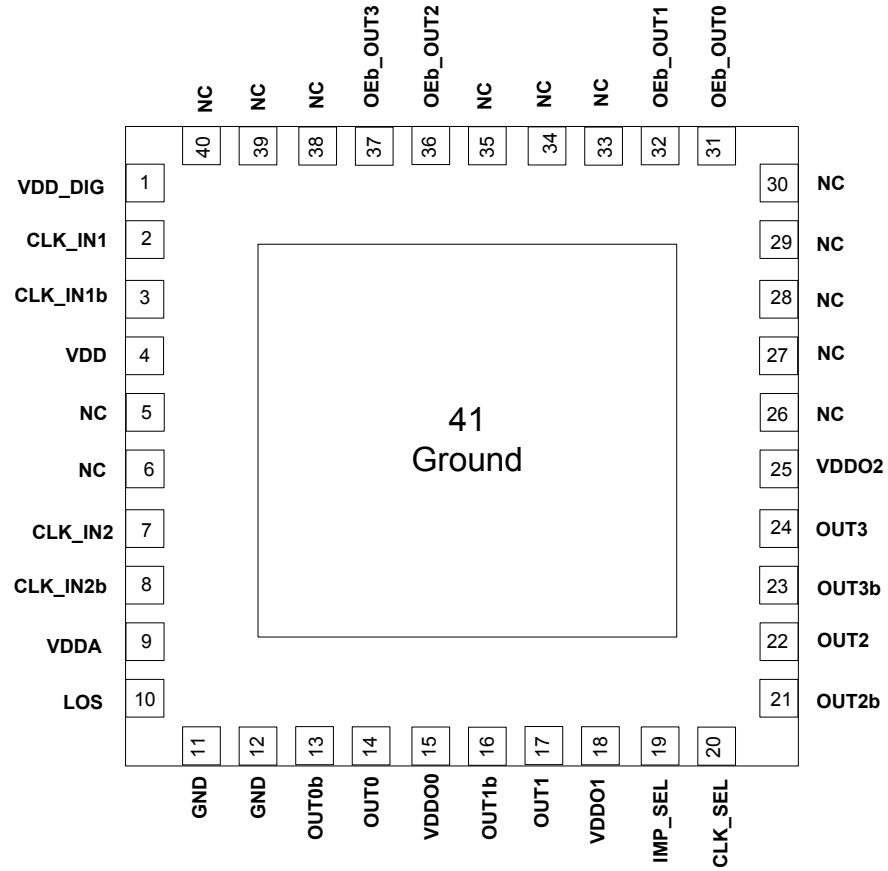 NC
NC
NC
OEb_OUT3
OEb_OUT2
NC
NC
NC
OEb_OUT1
OEb_OUT0
40
39
38
37
36
35
34
33
32
31
VDD_DIG 1
CLK_IN1 2
CLK_IN1b 3
VDD 4
NC 5
NC 6
CLK_IN2 7
CLK_IN2b 8
VDDA 9
LOS 10
41
Ground
30 NC
29 NC
28 NC
27 NC
26 NC
25 VDDO2
24 OUT3
23 OUT3b
22 OUT2
21 OUT2b
11
12
13
14
15
16
17
18
19
20
GND
GND
OUT0b
OUT0
VDDO0
OUT1b
OUT1
VDDO1
IMP_SEL
CLK_SEL